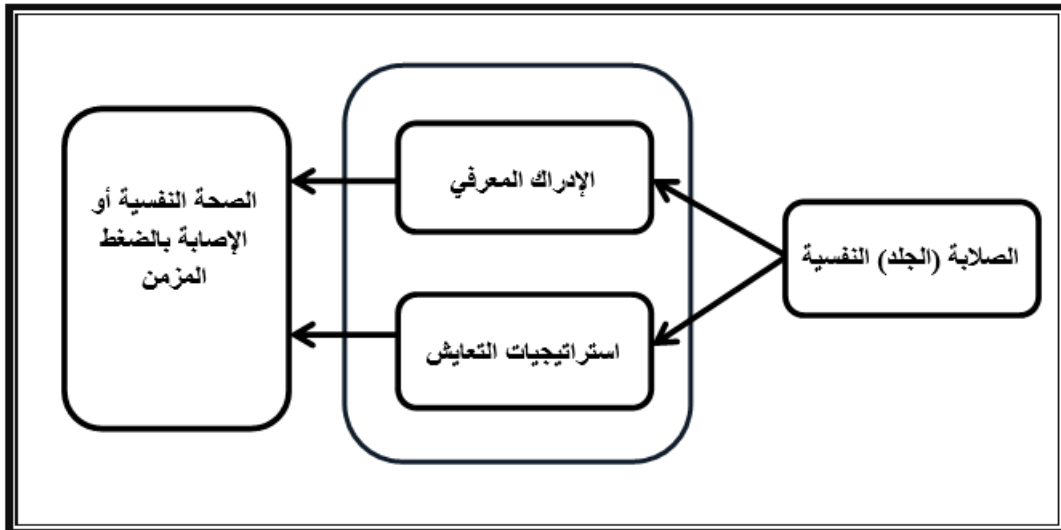 الصلابة (الجلد) النفسية
الإدراك المعرفي
استراتيجيات التعايش
الصحة النفسية أو
الإصابة بالضغط
المزمن